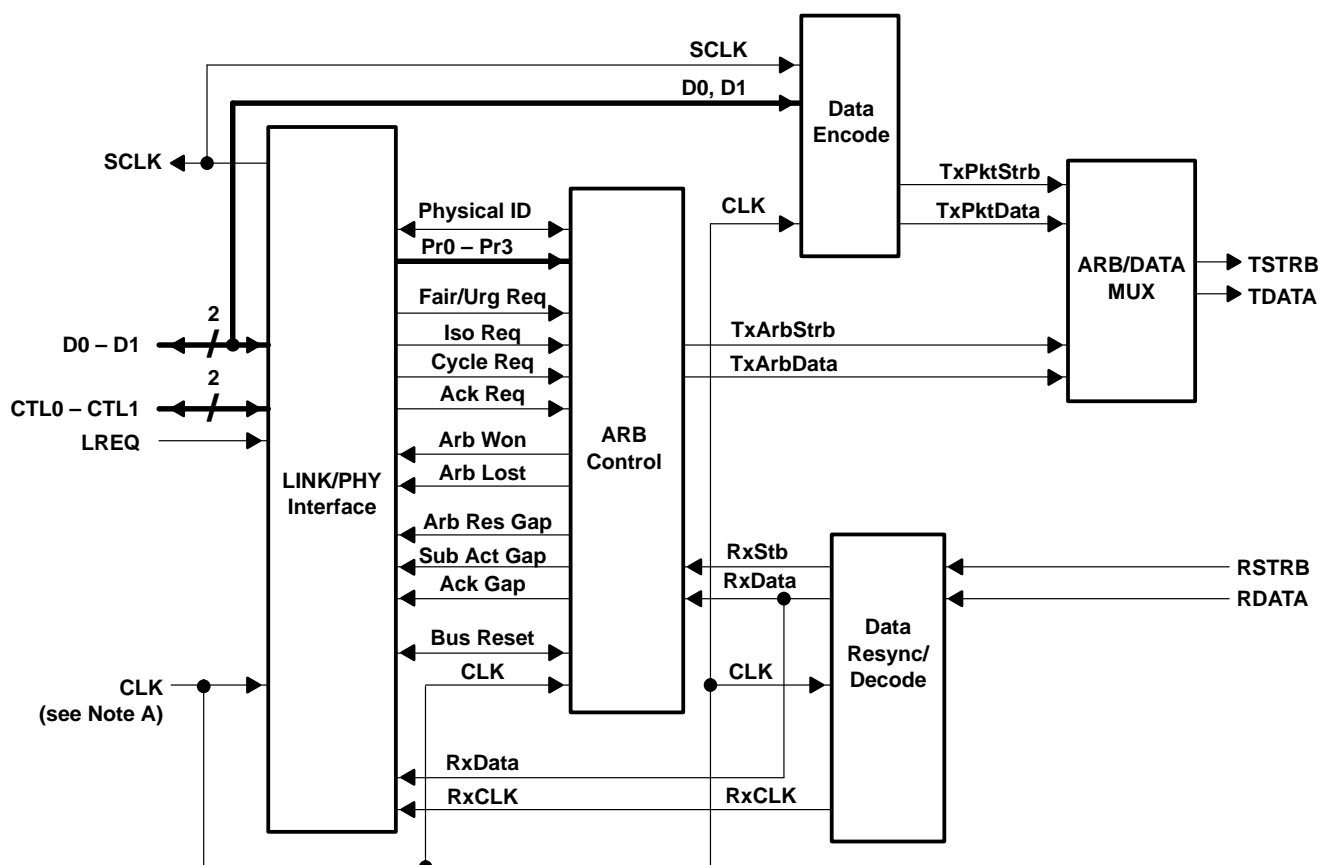 SCLK
D0, D1
Data
Encode
SCLK
TxPktStrb
Physical ID
CLK
TxPktData
Pr0 – Pr3
ARB/DATA
MUX
TSTRB
TDATA
Fair/Urg Req
2
Iso Req
TxArbStrb
D0 – D1
Cycle Req
TxArbData
2
Ack Req
CTL0 – CTL1
LREQ
Arb Won
ARB
Control
Arb Lost
LINK/PHY
Interface
Arb Res Gap
Sub Act Gap
RxStb
RSTRB
Ack Gap
RxData
RDATA
Data
Resync/
Decode
Bus Reset
CLK
CLK
CLK
(see Note A)
RxData
RxCLK
RxCLK